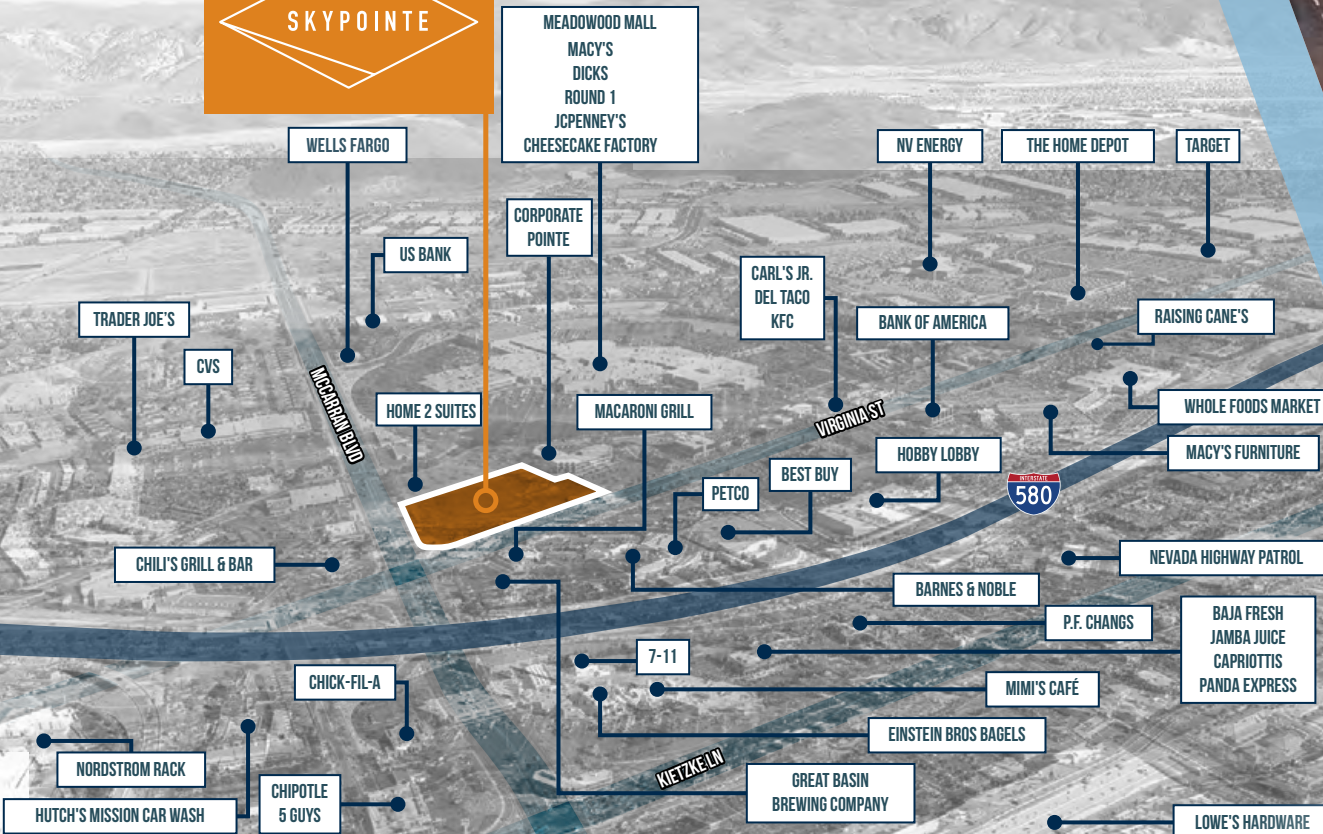 SKYPOINTE
MEADOWOOD MALL
MACY'S
DICKS
ROUND 1
JCPENNEY'S
CHEESECAKE FACTORY
WELLS FARGO
NV ENERGY
THE HOME DEPOT
TARGET
CORPORATE
POINTE
US BANK
CARL'S JR.
DEL TACO
KFC
TRADER JOE'S
BANK OF AMERICA
RAISING CANE'S
CVS
MCCARRAN BLVD
HOME 2 SUITES
MACARONI GRILL
VIRGINIA ST
WHOLE FOODS MARKET
MACY'S FURNITURE
HOBBY LOBBY
BEST BUY
PETCO
INTERSTATE
580
CHILI'S GRILL & BAR
NEVADA HIGHWAY PATROL
BARNES & NOBLE
P.F. CHANGS
BAJA FRESH
JAMBA JUICE
CAPRIOTTIS
PANDA EXPRESS
7-11
CHICK-FIL-A
MIMI'S CAFÉ
EINSTEIN BROS BAGELS
NORDSTROM RACK
KIETZKE LN
GREAT BASIN
BREWING COMPANY
CHIPOTLE
5 GUYS
HUTCH'S MISSION CAR WASH
LOWE'S HARDWARE